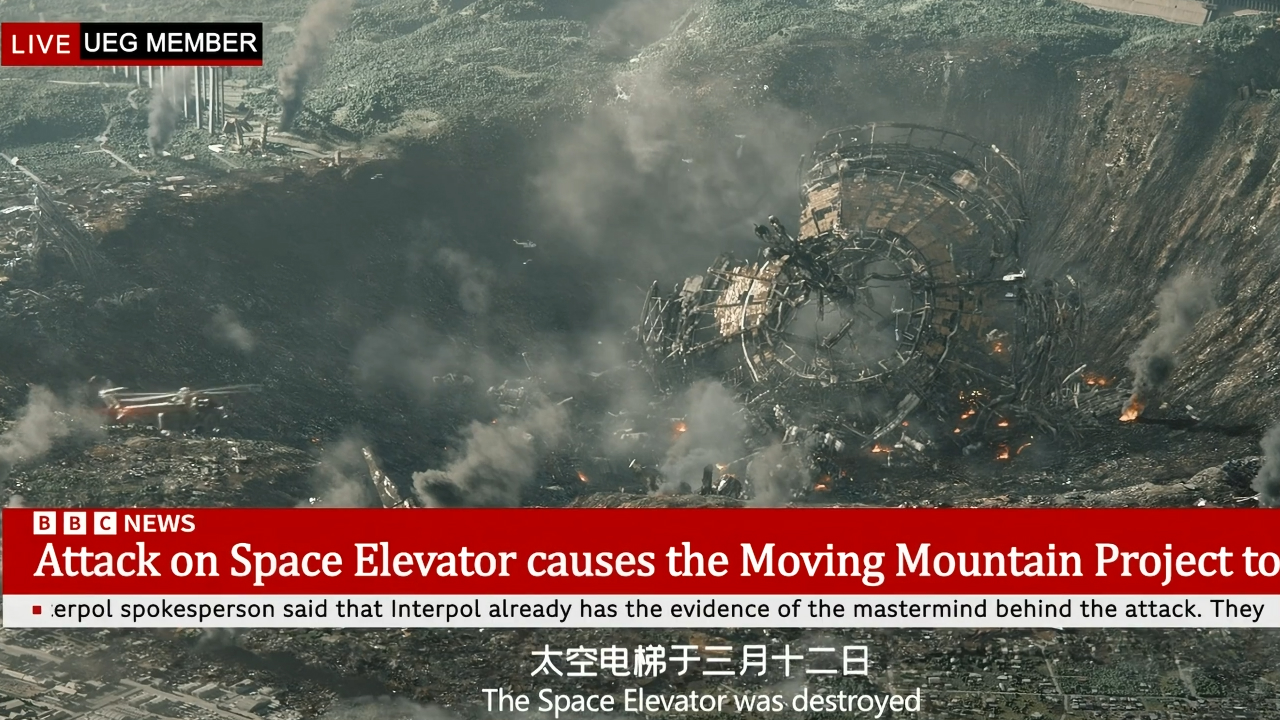 LIVE UEG MEMBER
BBC NEWS
Attack on Space Elevator causes the Moving Mountain Project to
erpol spokesperson said that Interpol already has the evidence of the mastermind behind the attack. They
太空电梯于三月十二日
The Space Elevator was destroyed